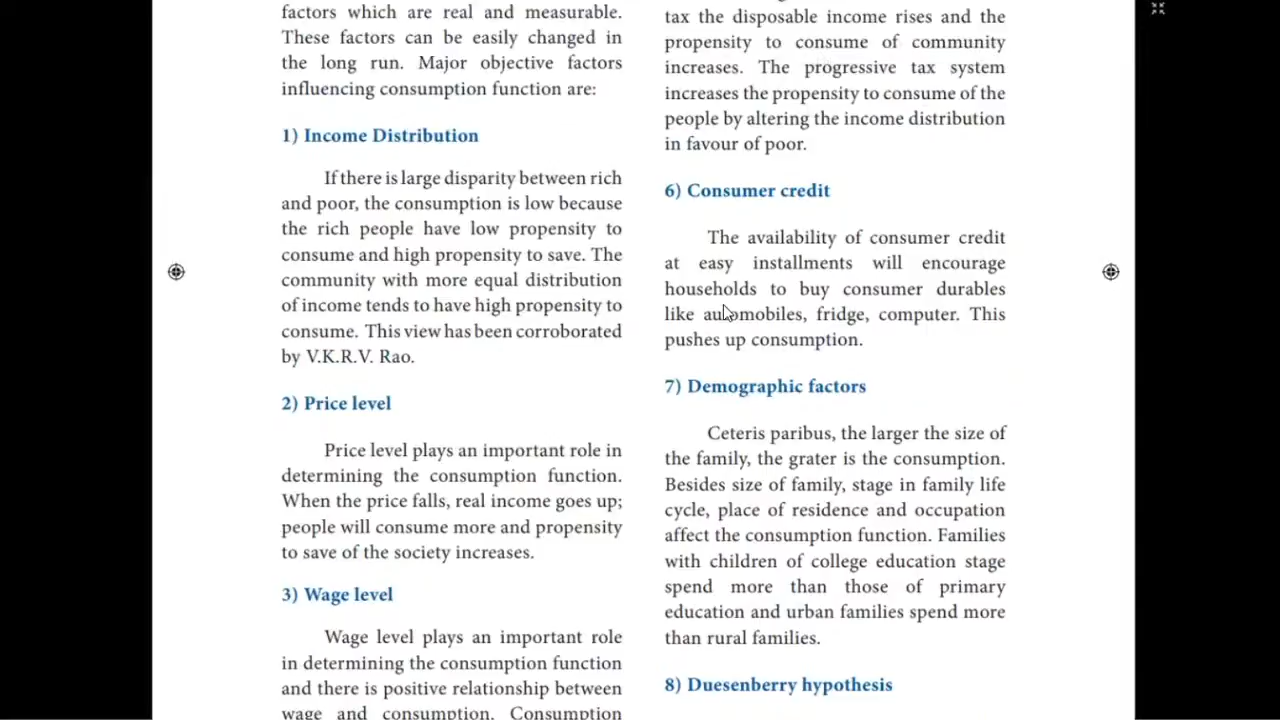 factors which are real and measurable.
These factors can be easily changed in
the long run. Major objective factors
influencing consumption function are:
1) Income Distribution
If there is large disparity between rich
and poor, the consumption is low because
the rich people have low propensity to
consume and high propensity to save. The
community with more equal distribution
of income tends to have high propensity to
consume. This view has been corroborated
by V.K.R.V. Rao.
2) Price level
Price level plays an important role in
determining the consumption function.
When the price falls, real income goes up;
people will consume more and propensity
to save of the society increases.
3) Wage level
Wage level plays an important role
in determining the consumption function
and there is positive relationship between
wage and consumption. Consumption
tax the disposable income rises and the
propensity to consume of community
increases. The progressive tax system
increases the propensity to consume of the
people by altering the income distribution
in favour of poor.
6) Consumer credit
The availability of consumer credit
at easy installments will encourage
households to buy consumer durables
like automobiles, fridge, computer. This
pushes up consumption.
7) Demographic factors
Ceteris paribus, the larger the size of
the family, the grater is the consumption.
Besides size of family, stage in family life
cycle, place of residence and occupation
affect the consumption function. Families
with children of college education stage
spend more than those of primary
education and urban families spend more
than rural families.
8) Duesenberry hypothesis